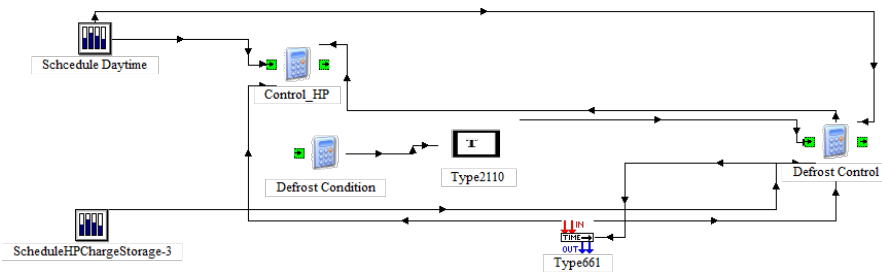 Schcedule Daytime
Control_HP
Defrost Condition
T
Type2110
Defrost Control
ScheduleHPChargeStorage-3
IN
TIME
OUT
Type661